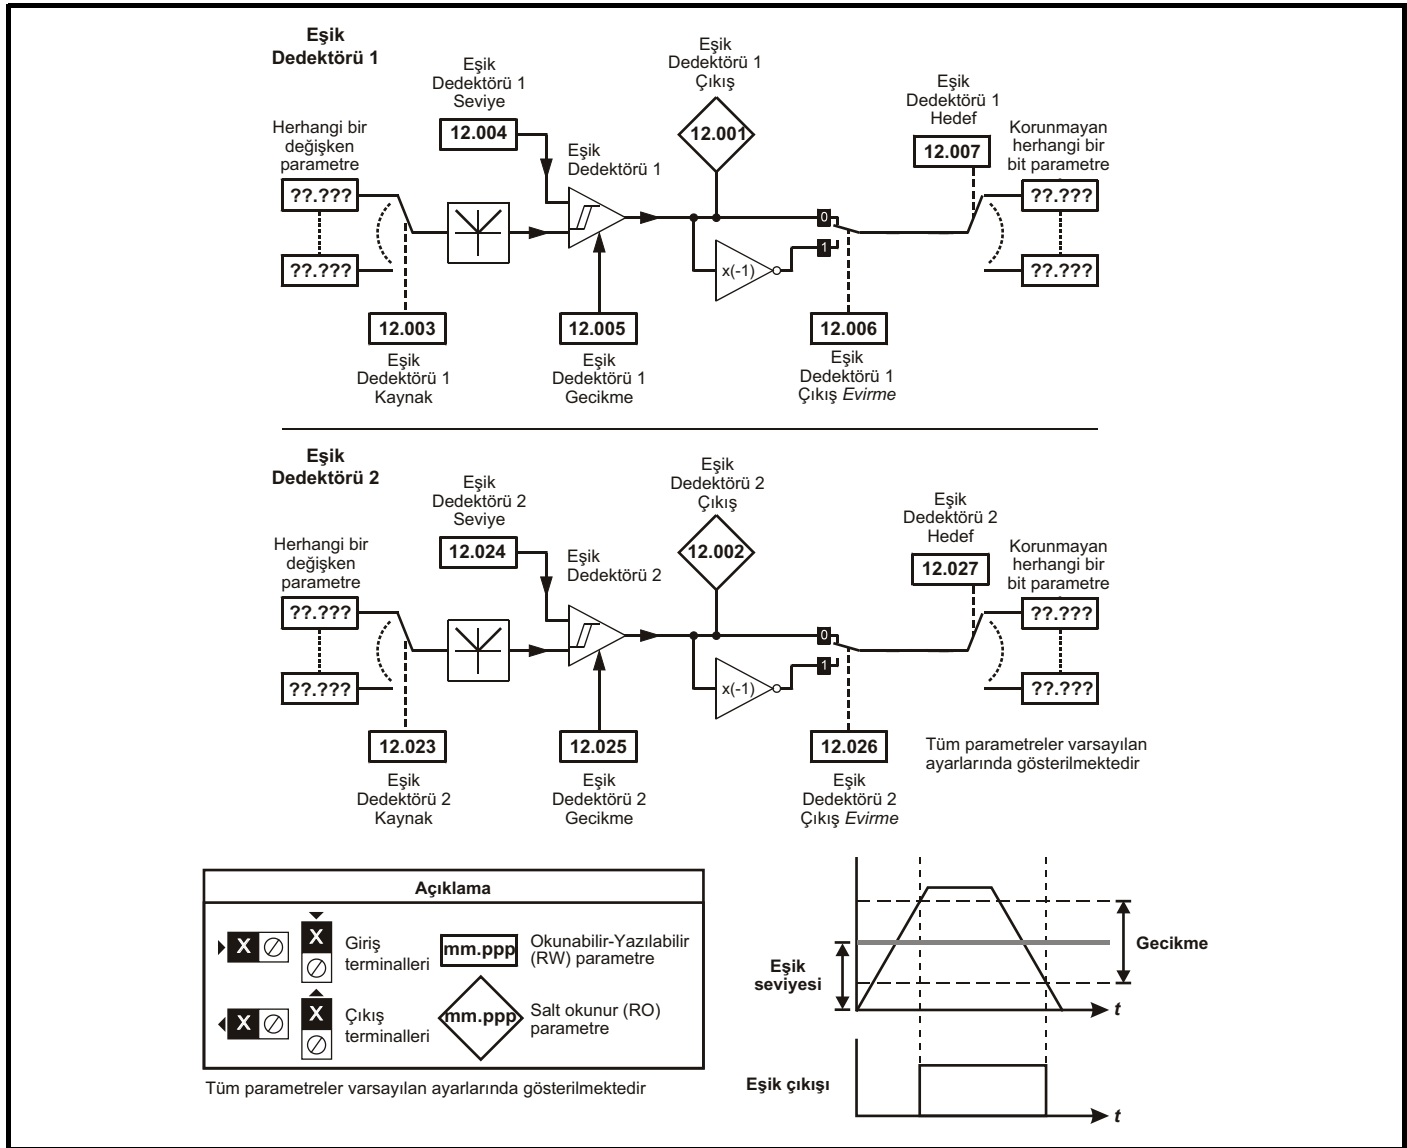 Eşik
Dedektörü 1
Eşik
Dedektörü 1
Seviye
12.004
Eşik
Dedektörü 1
Çıkış
12.001
Eşik
Dedektörü 1
Hedef
12.007
Herhangi bir
değişken
parametre
??.???
??.???
Eşik
Dedektörü 1
Korunmayan
herhangi bir
bit parametre
??.???
??.???
0
1
x(-1)
12.003
Eşik
Dedektörü 1
Kaynak
12.005
Eşik
Dedektörü 1
Gecikme
12.006
Eşik
Dedektörü 1
Çıkış Evirme
Eşik
Dedektörü 2
Eşik
Dedektörü 2
Seviye
12.024
Eşik
Dedektörü 2
Çıkış
12.002
Eşik
Dedektörü 2
Hedef
12.027
Herhangi bir
değişken
parametre
??.???
??.???
Eşik
Dedektörü 2
Korunmayan
herhangi bir
bit parametre
??.???
??.???
0
1
x(-1)
12.023
Eşik
Dedektörü 2
Kaynak
12.025
Eşik
Dedektörü 2
Gecikme
12.026
Eşik
Dedektörü 2
Çıkış Evirme
Tüm parametreler varsayılan
ayarlarında gösterilmektedir
Açıklama
X
X
Giriş
terminalleri
mm.ppp
Okunabilir-Yazılabilir
(RW) parametre
X
X
Çıkış
terminalleri
mm.ppp
Salt okunur (RO)
parametre
Tüm parametreler varsayılan ayarlarında gösterilmektedir
Eşik
seviyesi
Gecikme
t
Eşik çıkışı
t